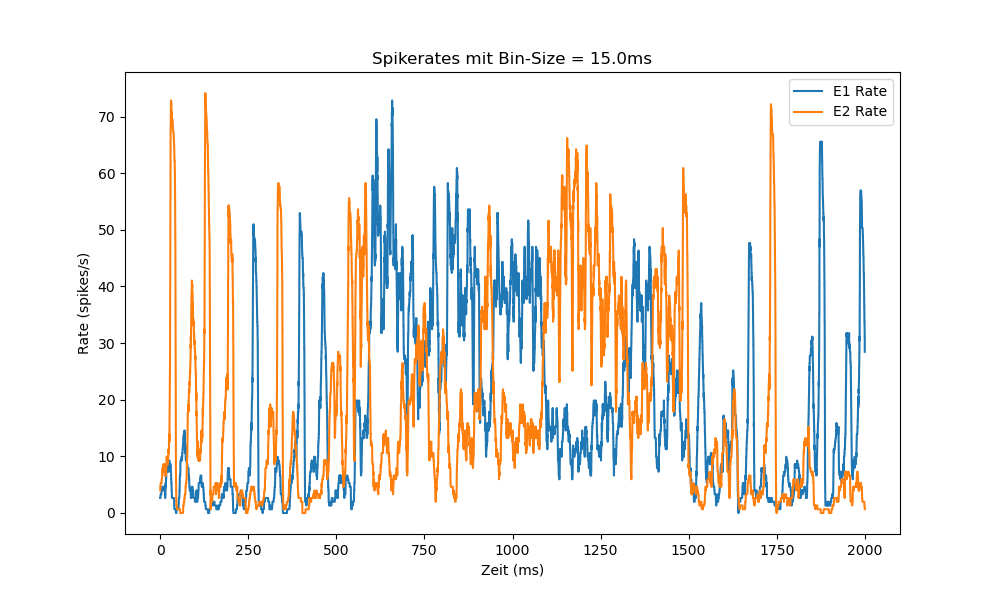 Spikerates mit Bin-Size = 15.0ms
E1 Rate
E2 Rate
Rate (spikes/s)
70
60
50
40
30
20
10
0
0 250 500 750 1000 1250 1500 1750 2000
Zeit (ms)